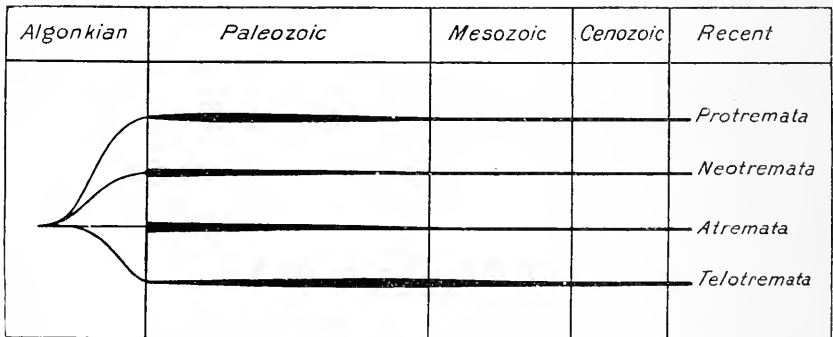 Algonkian Paleozoic Mesozoic Cenozoic Recent
Protremata
Neotremata
Atremata
Telotremata